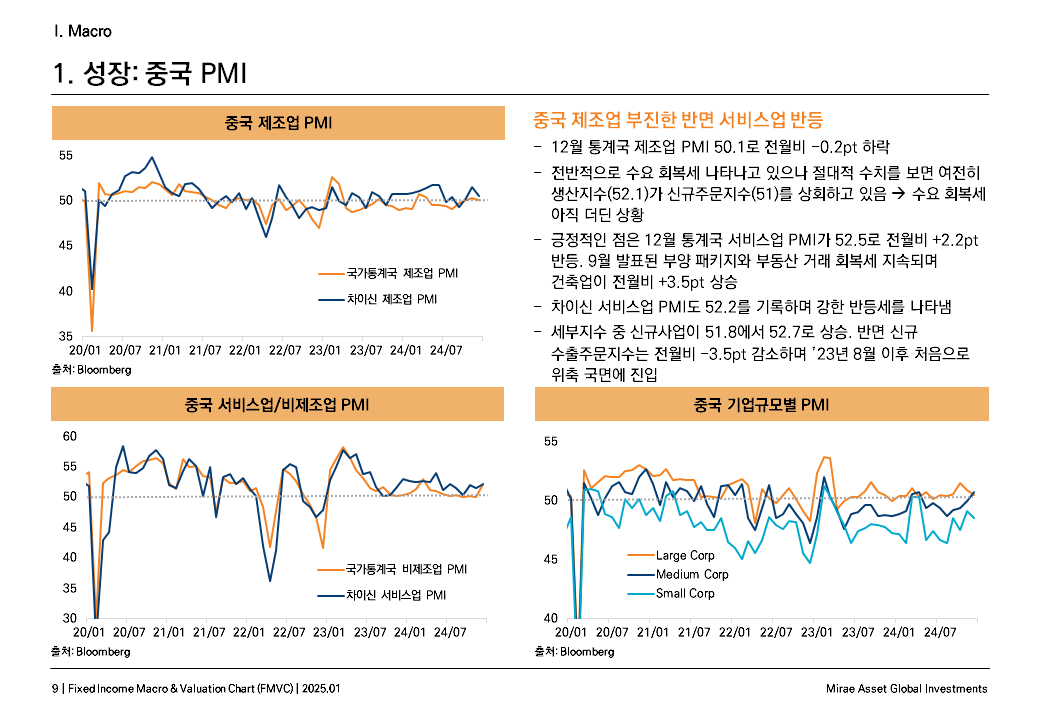 I. Macro
1. 성장: 중국 PMI
중국 제조업 PMI
55
50
45
40
35
국가통계국 제조업 PMI
차이신 제조업 PMI
20/01 20/07 21/01 21/07 22/01 22/07 23/01 23/07 24/01 24/07
출처: Bloomberg
중국 제조업 부진한 반면 서비스업 반등
− 12월 통계국 제조업 PMI 50.1로 전월비 -0.2pt 하락
− 전반적으로 수요 회복세 나타나고 있으나 절대적 수치를 보면 여전히
생산지수(52.1)가 신규주문지수(51)를 상회하고 있음 → 수요 회복세
아직 더딘 상황
− 긍정적인 점은 12월 통계국 서비스업 PMI가 52.5로 전월비 +2.2pt
반등. 9월 발표된 부양 패키지와 부동산 거래 회복세 지속되며
건축업이 전월비 +3.5pt 상승
− 차이신 서비스업 PMI도 52.2를 기록하며 강한 반등세를 나타냄
− 세부지수 중 신규사업이 51.8에서 52.7로 상승. 반면 신규
수출주문지수는 전월비 -3.5pt 감소하며 ’23년 8월 이후 처음으로
위축 국면에 진입
중국 서비스업/비제조업 PMI
60
55
50
45
40
35
30
국가통계국 비제조업 PMI
차이신 서비스업 PMI
20/01 20/07 21/01 21/07 22/01 22/07 23/01 23/07 24/01 24/07
출처: Bloomberg
중국 기업규모별 PMI
55
50
45
40
Large Corp
Medium Corp
Small Corp
20/01 20/07 21/01 21/07 22/01 22/07 23/01 23/07 24/01 24/07
출처: Bloomberg
9 | Fixed Income Macro & Valuation Chart (FMVC) | 2025.01
Mirae Asset Global Investments